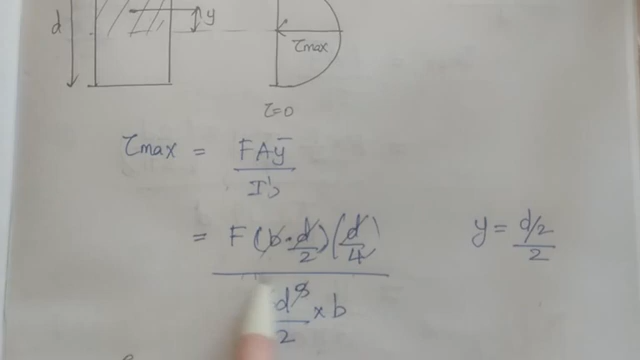 d
y
τmax
τ=0
τmax = FAȳ / Ib
= F (b·d/2) (d/4)
y = d/2 / 2
d³ / 2 × b